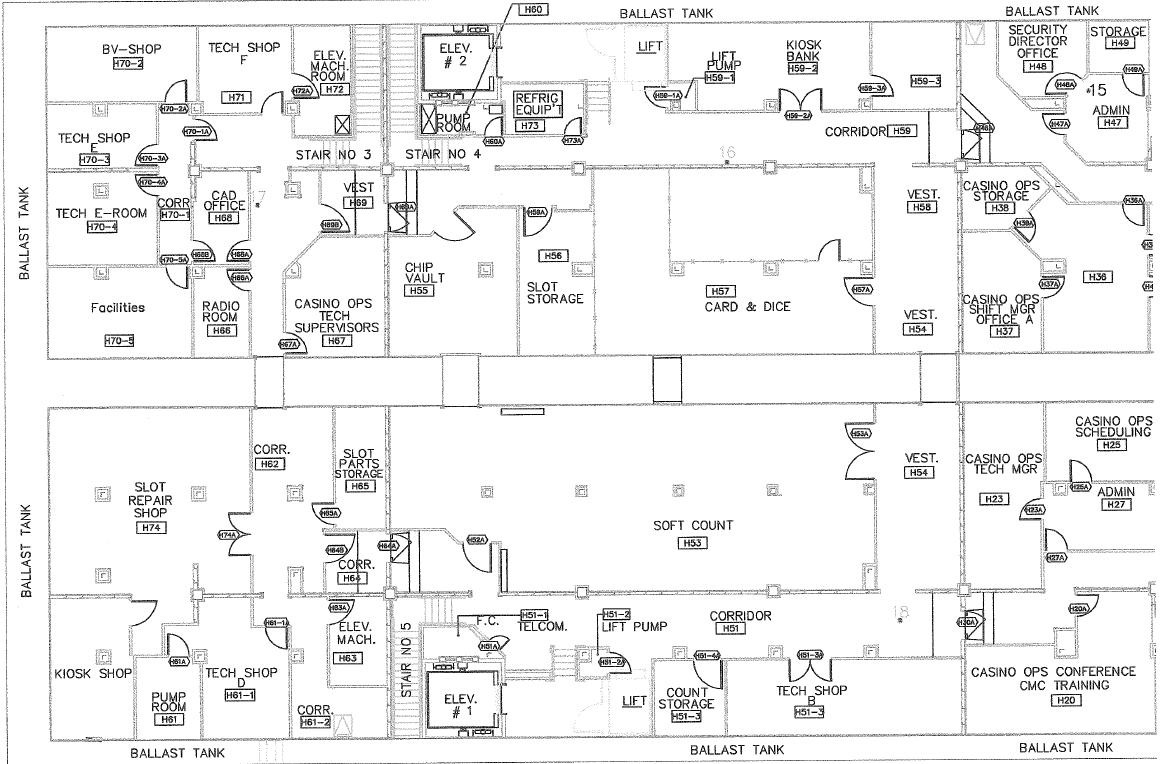 H60
BALLAST TANK
BALLAST TANK
BV-SHOP
H70-2
TECH SHOP
F
H71
ELEV.
MACH.
ROOM
H72
H72A
ELEV.
# 2
LIFT
LIFT
PUMP
H59-1
H59-1A
KIOSK
BANK
H59-2
H59-2A
H59-3A
H59-3
SECURITY
DIRECTOR
OFFICE
H48
H48A
STORAGE
H49
H49A
15
ADMIN
H47
H47A
H70-2A
H70-1A
PUMP
ROOM
H60A
REFRIG
EQUIP'T
H73
H73A
CORRIDOR H59
TECH SHOP
E
H70-3
H70-3A
H70-4A
STAIR NO 3
STAIR NO 4
16
BALLAST TANK
TECH E-ROOM
H70-4
CORR.
H70-1
CAD
OFFICE
H68
17
VEST
H69
H69B
H59A
H56
VEST.
H58
CASINO OPS
STORAGE
H38
H38A
H36A
H36
H70-5A
H68B
H68A
H66A
CHIP
VAULT
H55
SLOT
STORAGE
H57
CARD & DICE
H57A
VEST.
H54
H37A
CASINO OPS
SHIFT MGR
OFFICE A
H37
Facilities
H70-5
RADIO
ROOM
H66
CASINO OPS
TECH
SUPERVISORS
H67
H67A
BALLAST TANK
SLOT
REPAIR
SHOP
H74
H74A
CORR.
H62
SLOT
PARTS
STORAGE
H65
H65A
H64B
H64A
CORR.
H64
H52A
SOFT COUNT
H53
H53A
VEST.
H54
CASINO OPS
TECH MGR
H23
H23A
CASINO OPS
SCHEDULING
H25
H25A
ADMIN
H27
H27A
KIOSK SHOP
H61A
PUMP
ROOM
H61
TECH SHOP
D
H61-1
H61-1A
H63A
ELEV.
MACH.
H63
CORR.
H61-2
STAIR NO 5
F.C.
H51-1
TELCOM.
H51A
H51-2
LIFT PUMP
H51-2A
ELEV.
# 1
LIFT
CORRIDOR
H51
H51-4A
COUNT
STORAGE
H51-3
H51-3A
TECH SHOP
B
H51-3
18
H30A
H20A
CASINO OPS CONFERENCE
CMC TRAINING
H20
BALLAST TANK
BALLAST TANK
BALLAST TANK